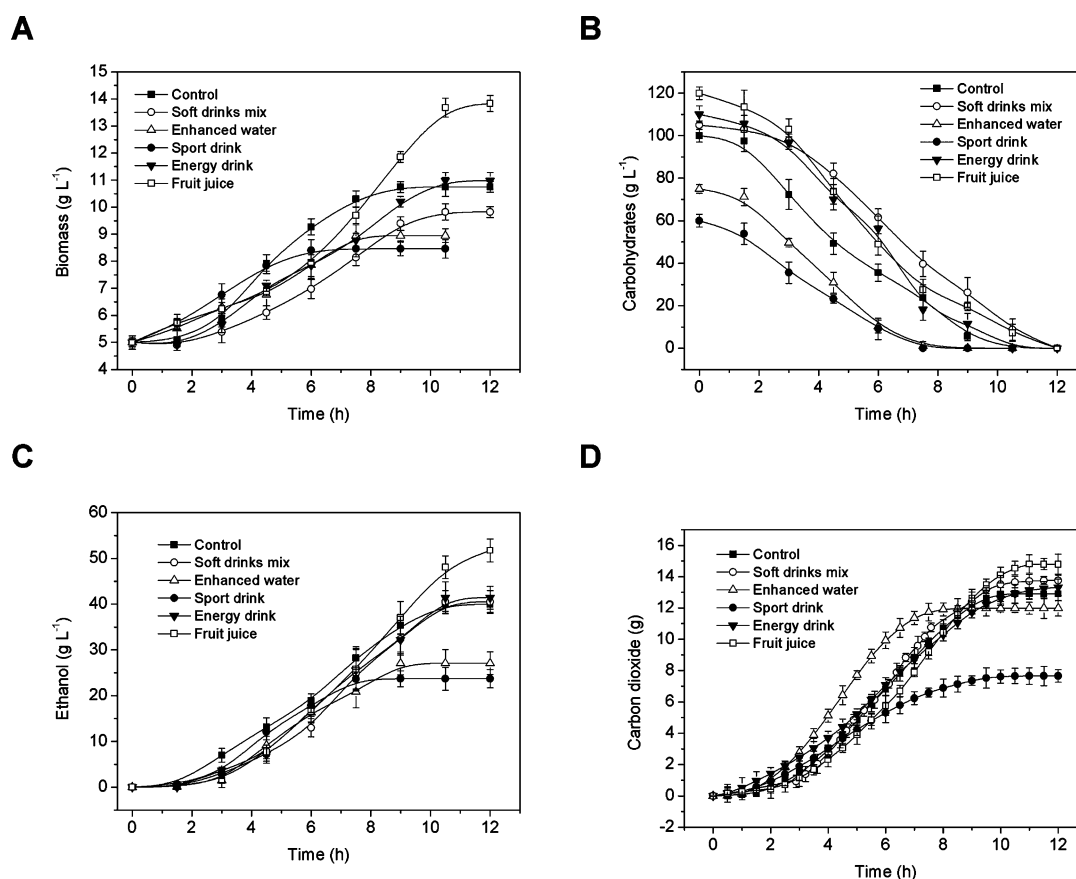 A
Biomass (g L⁻¹)
15
14
13
12
11
10
9
8
7
6
5
4
Control
Soft drinks mix
Enhanced water
Sport drink
Energy drink
Fruit juice
0 2 4 6 8 10 12
Time (h)
B
Carbohydrates (g L⁻¹)
120
100
80
60
40
20
0
Control
Soft drinks mix
Enhanced water
Sport drink
Energy drink
Fruit juice
0 2 4 6 8 10 12
Time (h)
C
Ethanol (g L⁻¹)
60
50
40
30
20
10
0
Control
Soft drinks mix
Enhanced water
Sport drink
Energy drink
Fruit juice
0 2 4 6 8 10 12
Time (h)
D
Carbon dioxide (g)
16
14
12
10
8
6
4
2
0
-2
Control
Soft drinks mix
Enhanced water
Sport drink
Energy drink
Fruit juice
0 2 4 6 8 10 12
Time (h)